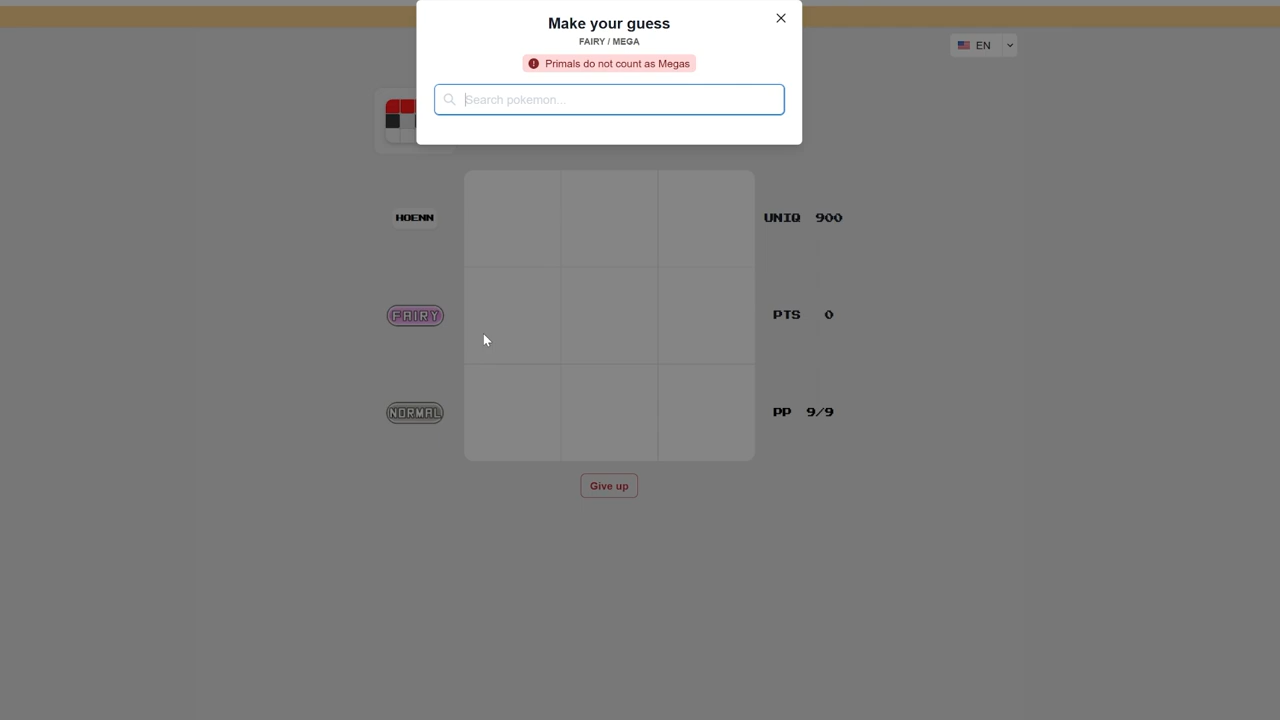 Make your guess
FAIRY / MEGA
Primals do not count as Megas
Search pokemon...
EN
HOENN
UNIQ 900
FAIRY
PTS 0
NORMAL
PP 9/9
Give up